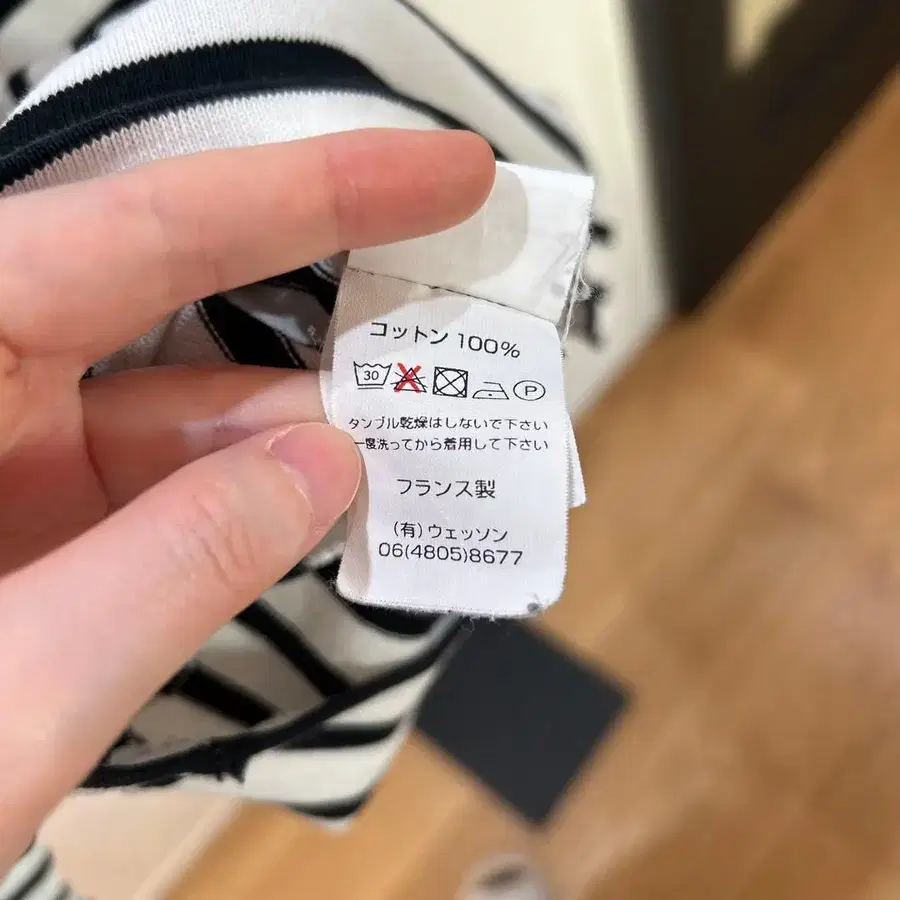 コットン 100%
30 P
タンブル乾燥はしないで下さい
一度洗ってから着用して下さい
フランス製
(有)ウェッソン
06(4805)8677